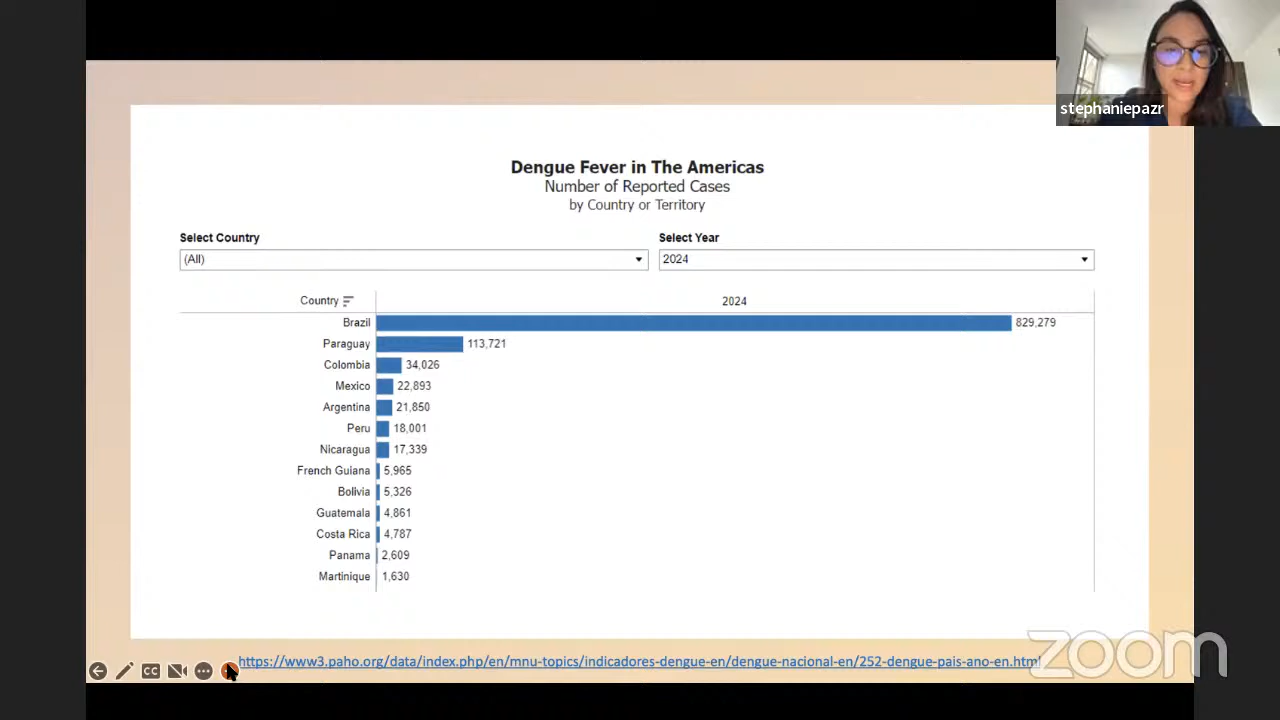 stephaniepazr
Dengue Fever in The Americas
Number of Reported Cases
by Country or Territory
Select Country
Select Year
(All)
2024
Country
2024
Brazil 829,279
Paraguay 113,721
Colombia 34,026
Mexico 22,893
Argentina 21,850
Peru 18,001
Nicaragua 17,339
French Guiana 5,965
Bolivia 5,326
Guatemala 4,861
Costa Rica 4,787
Panama 2,609
Martinique 1,630
CC
https://www3.paho.org/data/index.php/en/mnu-topics/indicadores-dengue-en/dengue-nacional-en/252-dengue-pais-ano-en.html
zoom